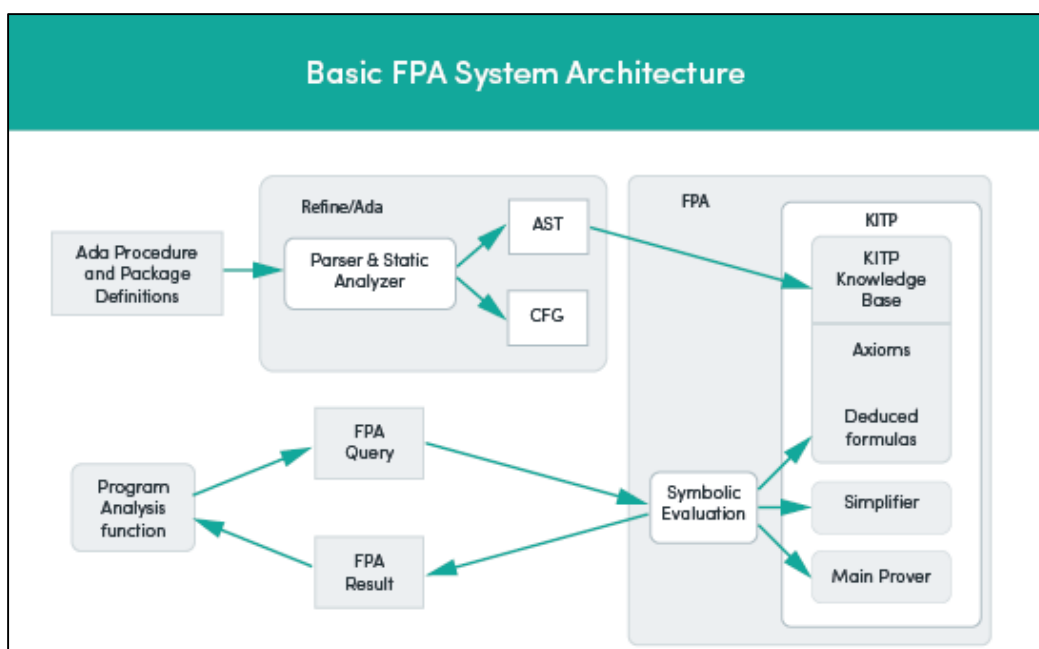 Basic FPA System Architecture
Refine/Ada
FPA
KITP
Ada Procedure
and Package
Definitions
Parser & Static
Analyzer
AST
CFG
KITP
Knowledge
Base
Axioms
Deduced
formulas
Program
Analysis
function
FPA
Query
FPA
Result
Symbolic
Evaluation
Simplifier
Main Prover